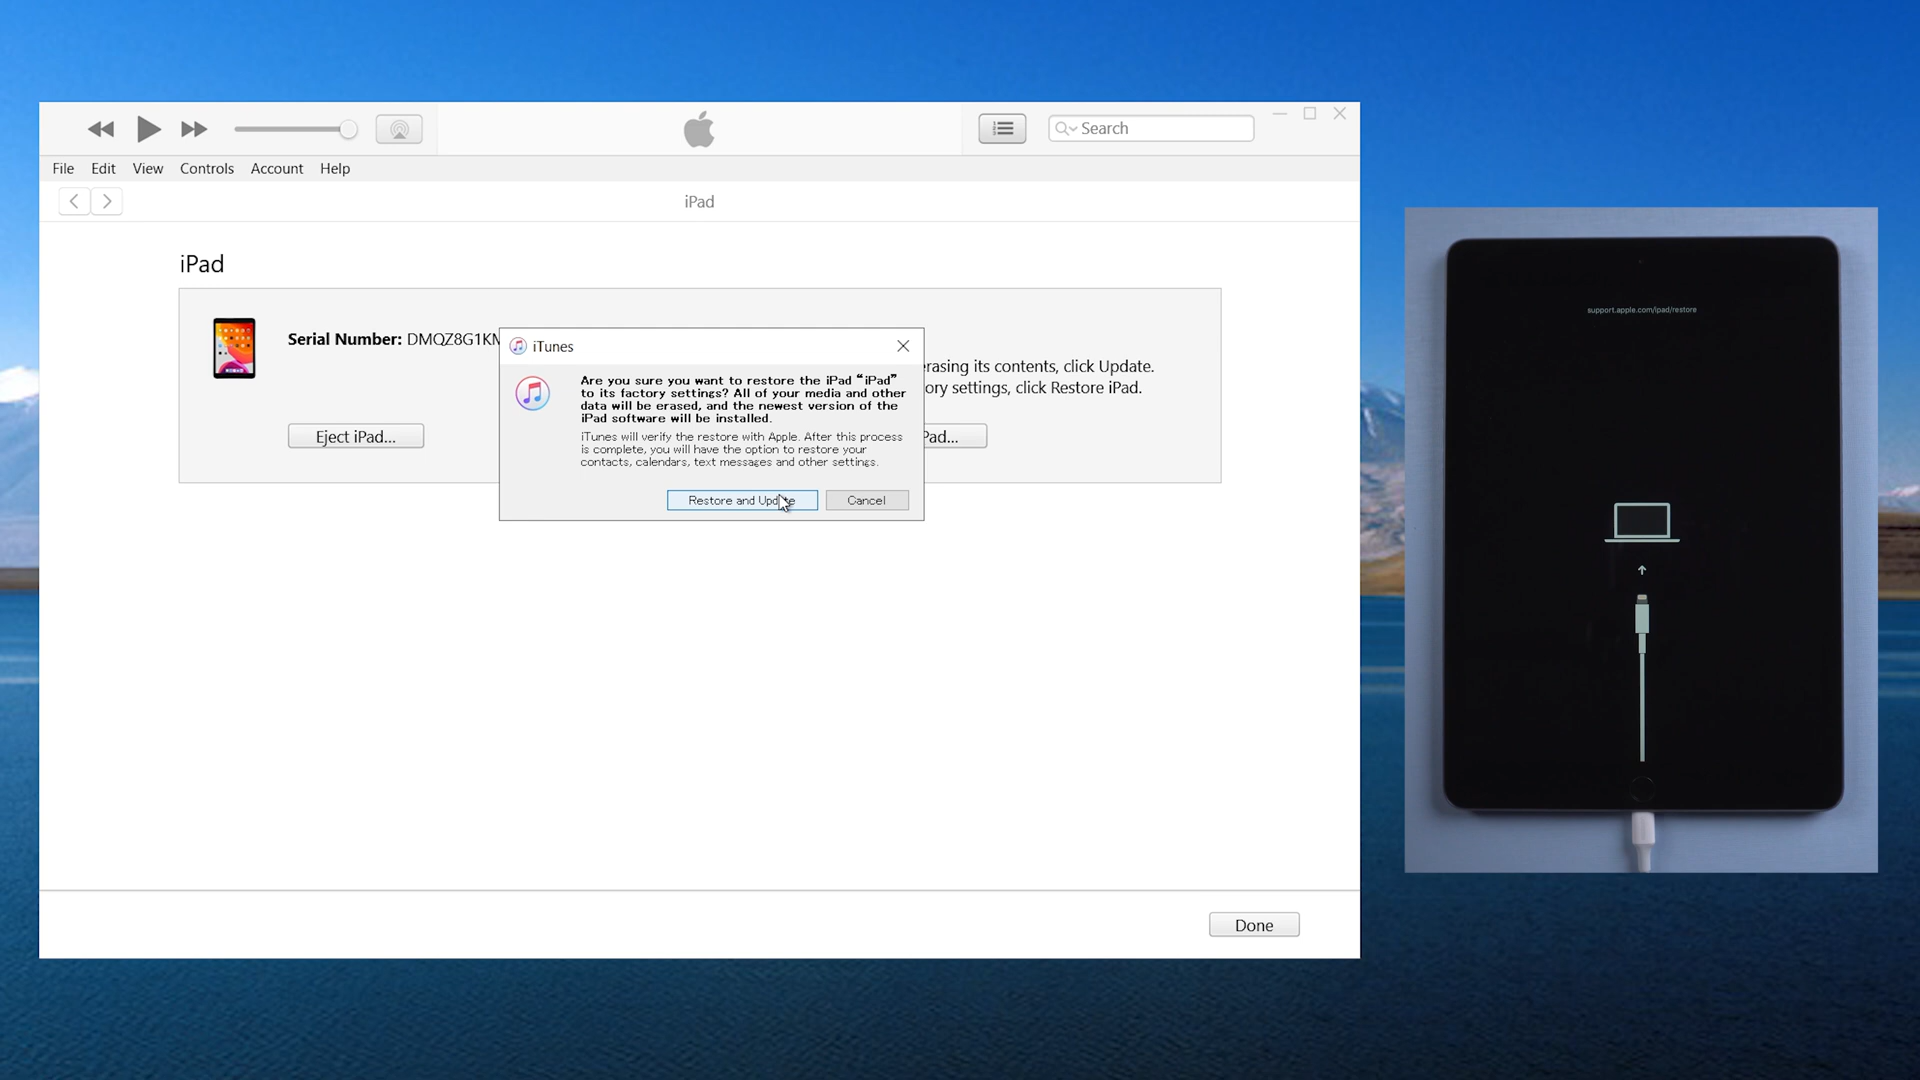 Search
File Edit View Controls Account Help
iPad
iPad
Serial Number: DMQZ8G1K
erasing its contents, click Update.
ory settings, click Restore iPad.
Eject iPad...
Pad...
iTunes
Are you sure you want to restore the iPad “iPad”
to its factory settings? All of your media and other
data will be erased, and the newest version of the
iPad software will be installed.
iTunes will verify the restore with Apple. After this process
is complete, you will have the option to restore your
contacts, calendars, text messages and other settings.
Restore and Update
Cancel
Done
support.apple.com/ipad/restore